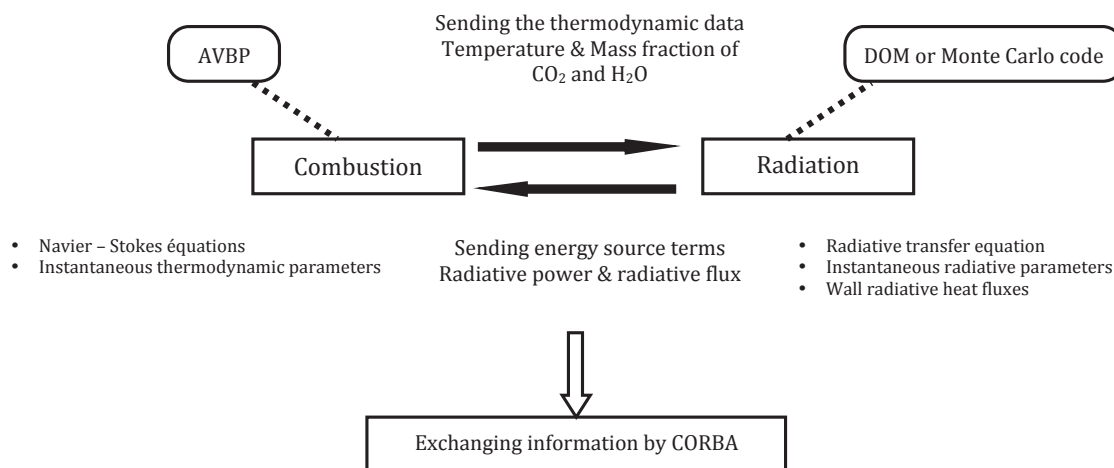 Sending the thermodynamic data
Temperature & Mass fraction of
CO₂ and H₂O
AVBP
DOM or Monte Carlo code
Combustion
Radiation
• Navier – Stokes équations
• Instantaneous thermodynamic parameters
Sending energy source terms
Radiative power & radiative flux
• Radiative transfer equation
• Instantaneous radiative parameters
• Wall radiative heat fluxes
Exchanging information by CORBA